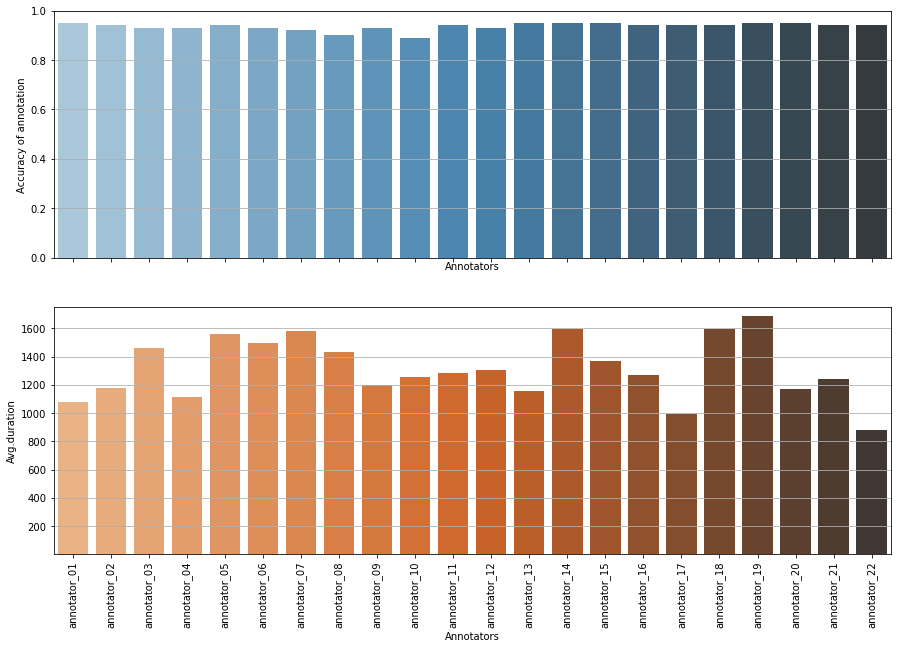 1.0
0.8
0.6
0.4
0.2
0.0
Accuracy of annotation
Annotators
1600
1400
1200
1000
800
600
400
200
Avg.duration
annotator_01
annotator_02
annotator_03
annotator_04
annotator_05
annotator_06
annotator_07
annotator_08
annotator_09
annotator_10
annotator_11
annotator_12
annotator_13
annotator_14
annotator_15
annotator_16
annotator_17
annotator_18
annotator_19
annotator_20
annotator_21
annotator_22
Annotators